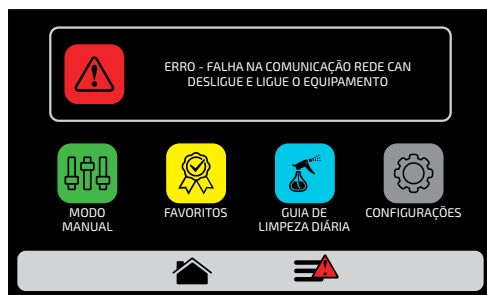 ERRO - FALHA NA COMUNICAÇÃO REDE CAN
DESLIGUE E LIGUE O EQUIPAMENTO
MODO
MANUAL
FAVORITOS
GUIA DE
LIMPEZA DIÁRIA
CONFIGURAÇÕES